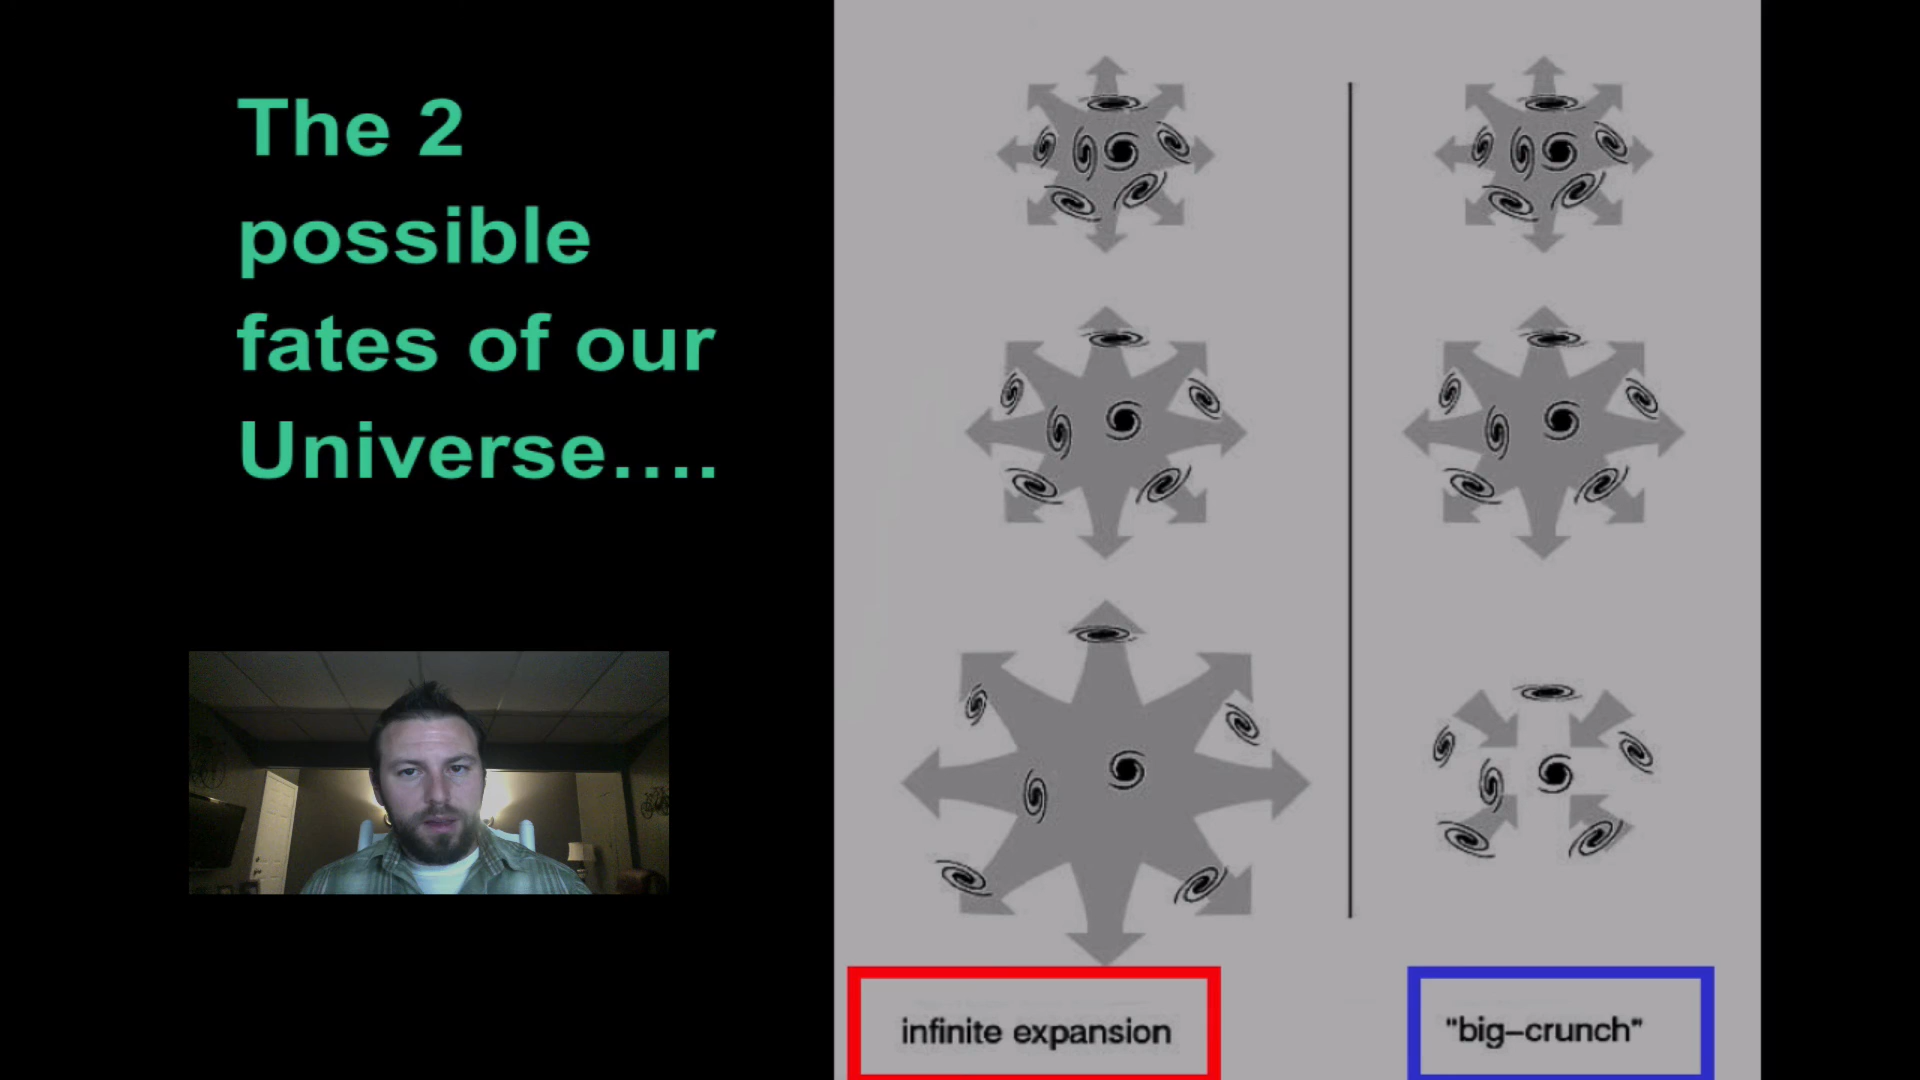 The 2
possible
fates of our
Universe....
infinite expansion
"big-crunch"